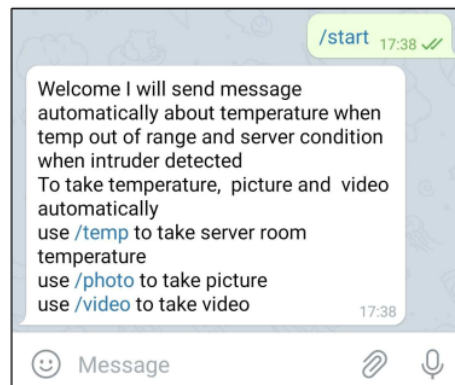 /start 17:38
Welcome I will send message
automatically about temperature when
temp out of range and server condition
when intruder detected
To take temperature, picture and video
automatically
use /temp to take server room
temperature
use /photo to take picture
use /video to take video
17:38
Message